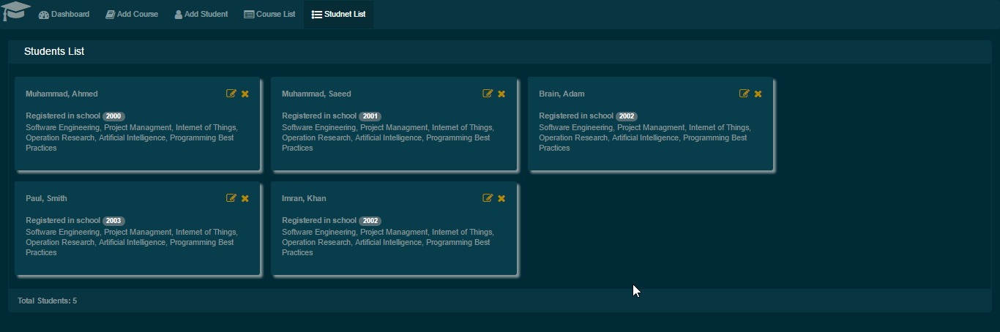 Dashboard Add Course Add Student Course List Studnet List
Students List
Muhammad, Ahmed
Registered in school 2000
Software Engineering, Project Managment, Internet of Things,
Operation Research, Artificial Intelligence, Programming Best
Practices
Muhammad, Saeed
Registered in school 2001
Software Engineering, Project Managment, Internet of Things,
Operation Research, Artificial Intelligence, Programming Best
Practices
Brain, Adam
Registered in school 2002
Software Engineering, Project Managment, Internet of Things,
Operation Research, Artificial Intelligence, Programming Best
Practices
Paul, Smith
Registered in school 2003
Software Engineering, Project Managment, Internet of Things,
Operation Research, Artificial Intelligence, Programming Best
Practices
Imran, Khan
Registered in school 2002
Software Engineering, Project Managment, Internet of Things,
Operation Research, Artificial Intelligence, Programming Best
Practices
Total Students: 5